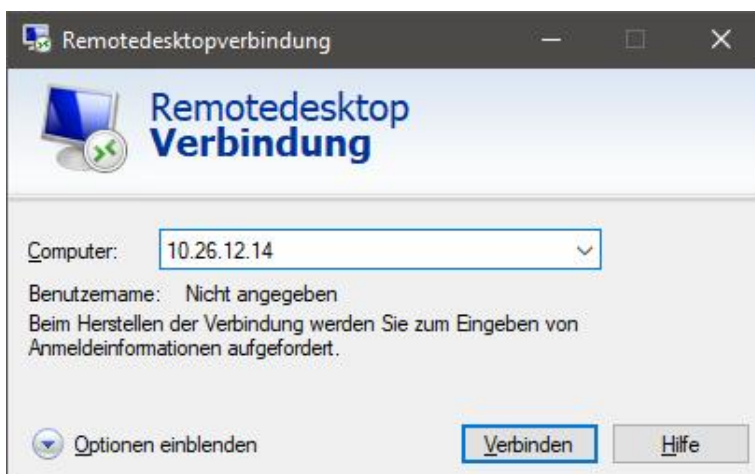 Remotedesktopverbindung
Remotedesktop
Verbindung
Computer: 10.26.12.14
Benutzername: Nicht angegeben
Beim Herstellen der Verbindung werden Sie zum Eingeben von
Anmeldeinformationen aufgefordert.
Optionen einblenden Verbinden Hilfe